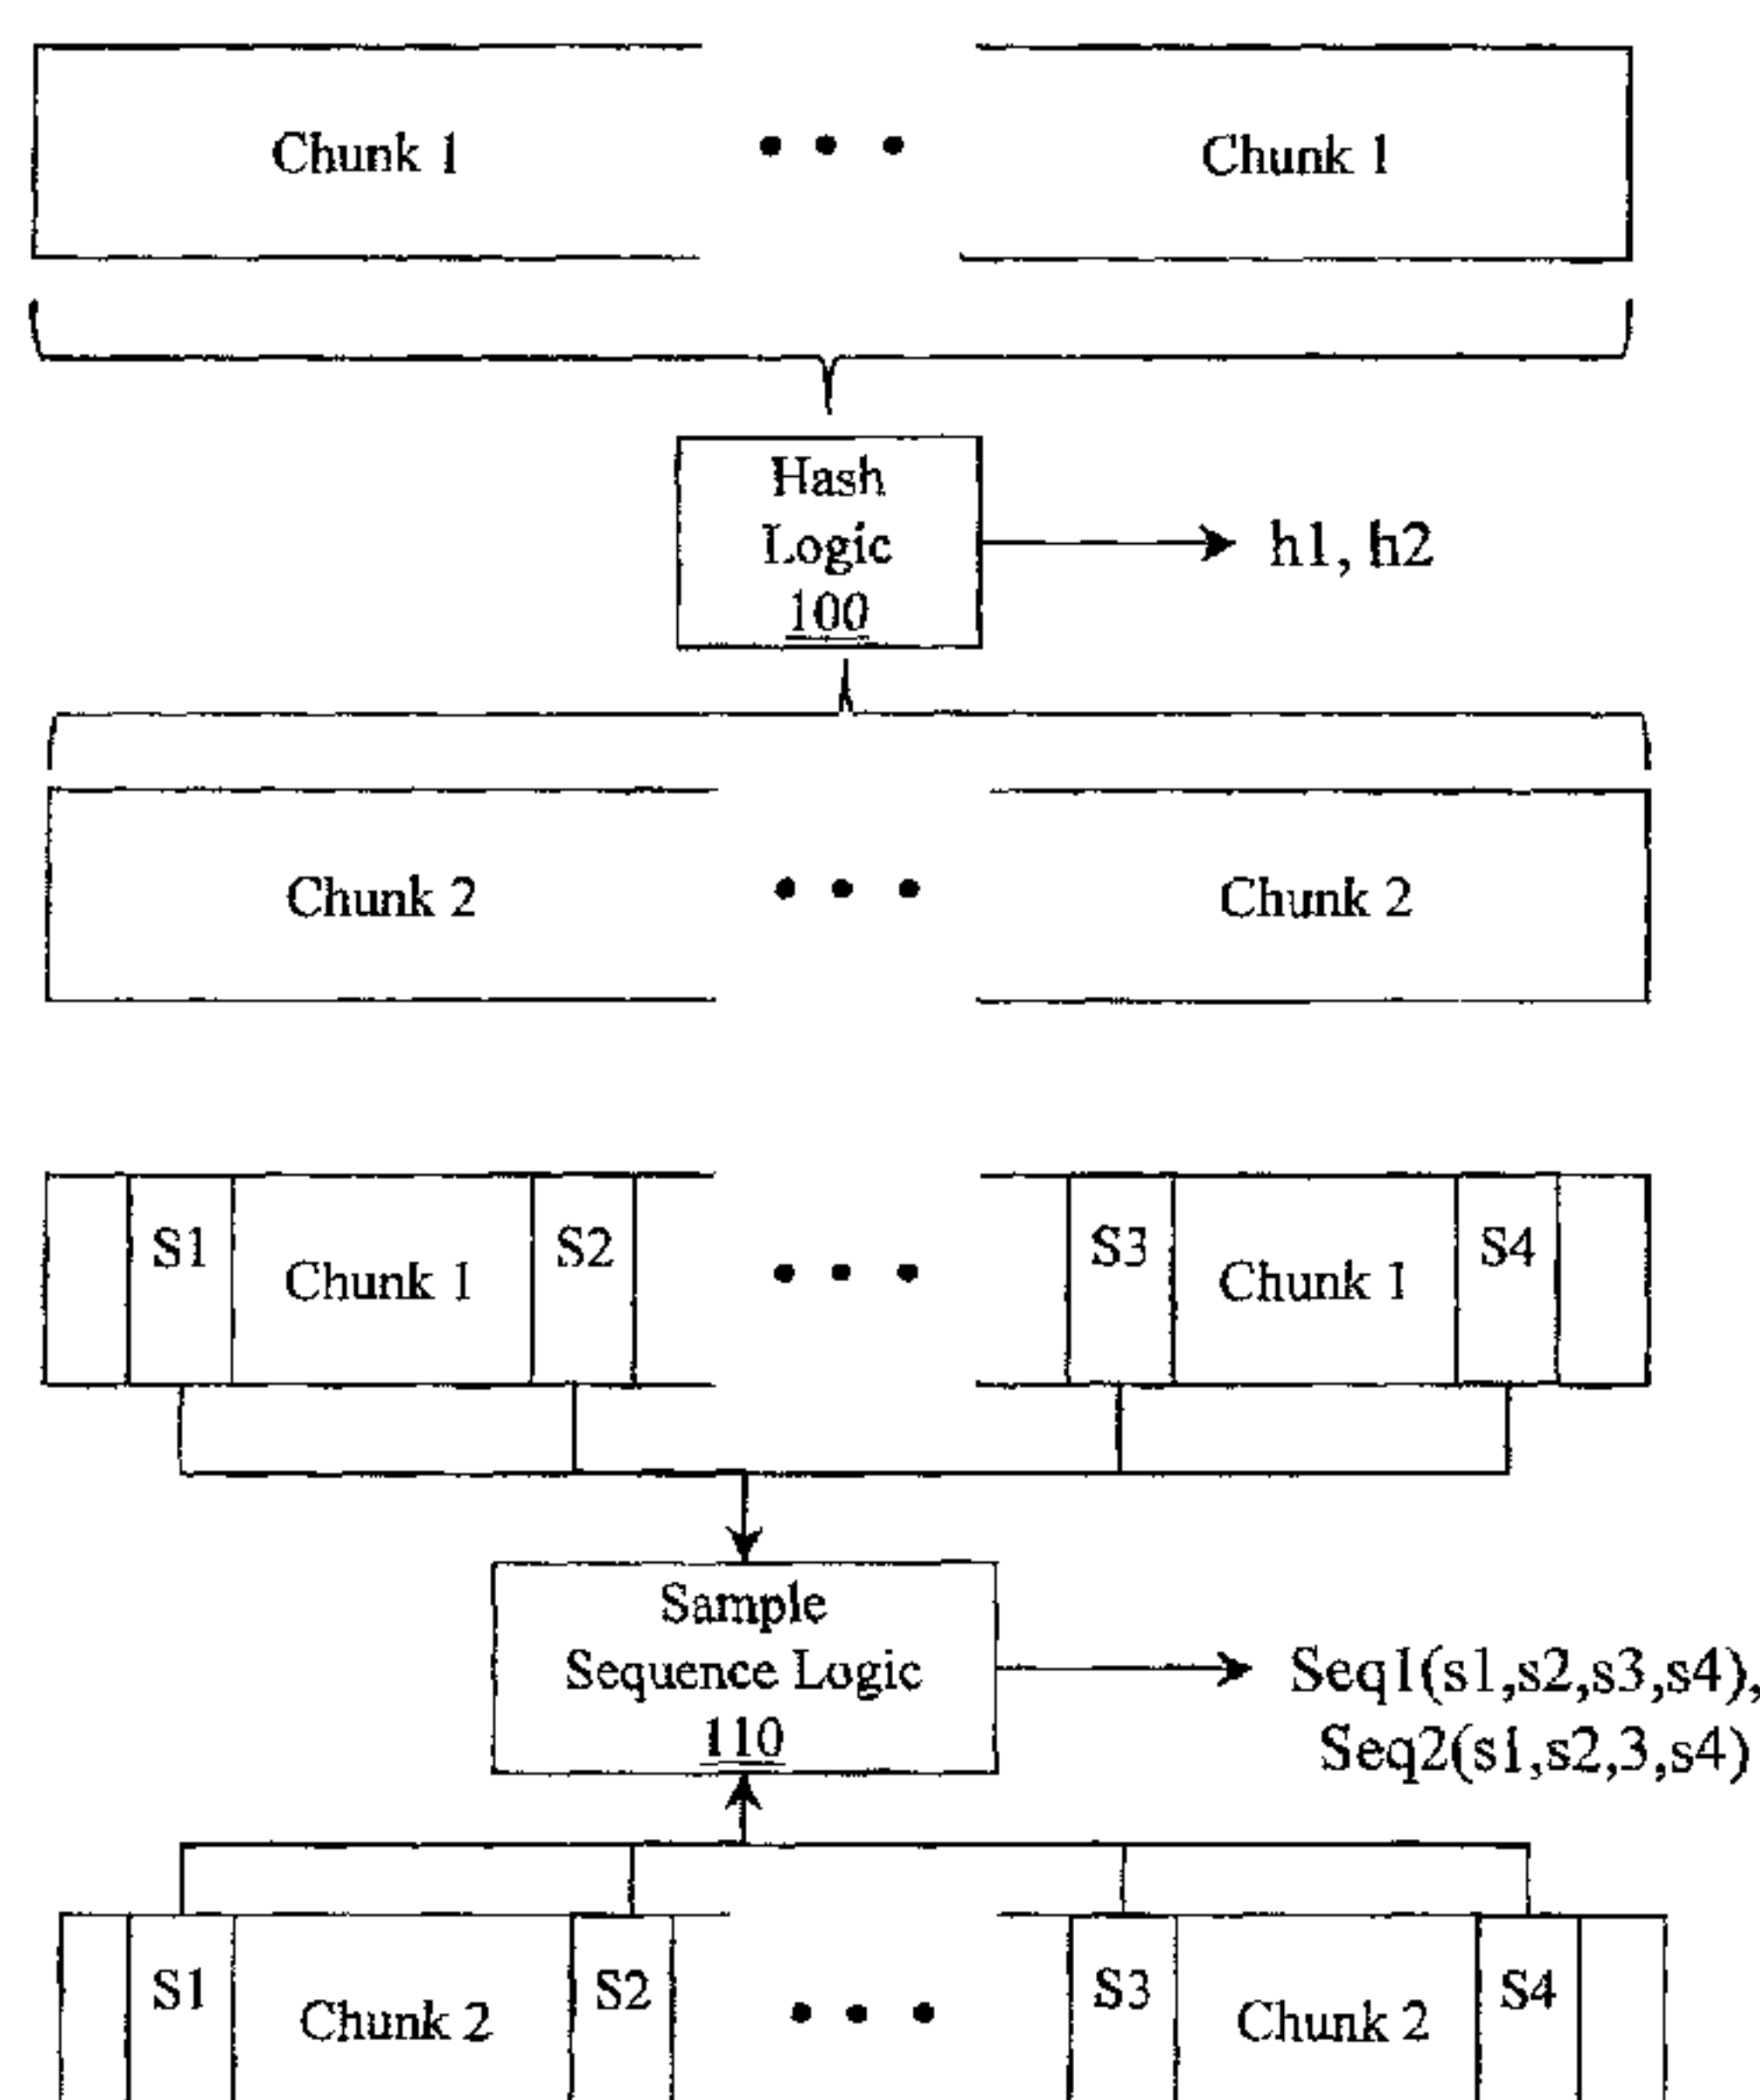 Chunk 1 • • • Chunk 1
Hash
Logic
100
h1, h2
Chunk 2 • • • Chunk 2
S1 Chunk 1 S2 • • • S3 Chunk 1 S4
Sample
Sequence Logic
110
Seq1(s1,s2,s3,s4),
Seq2(s1,s2,3,s4)
S1 Chunk 2 S2 • • • S3 Chunk 2 S4